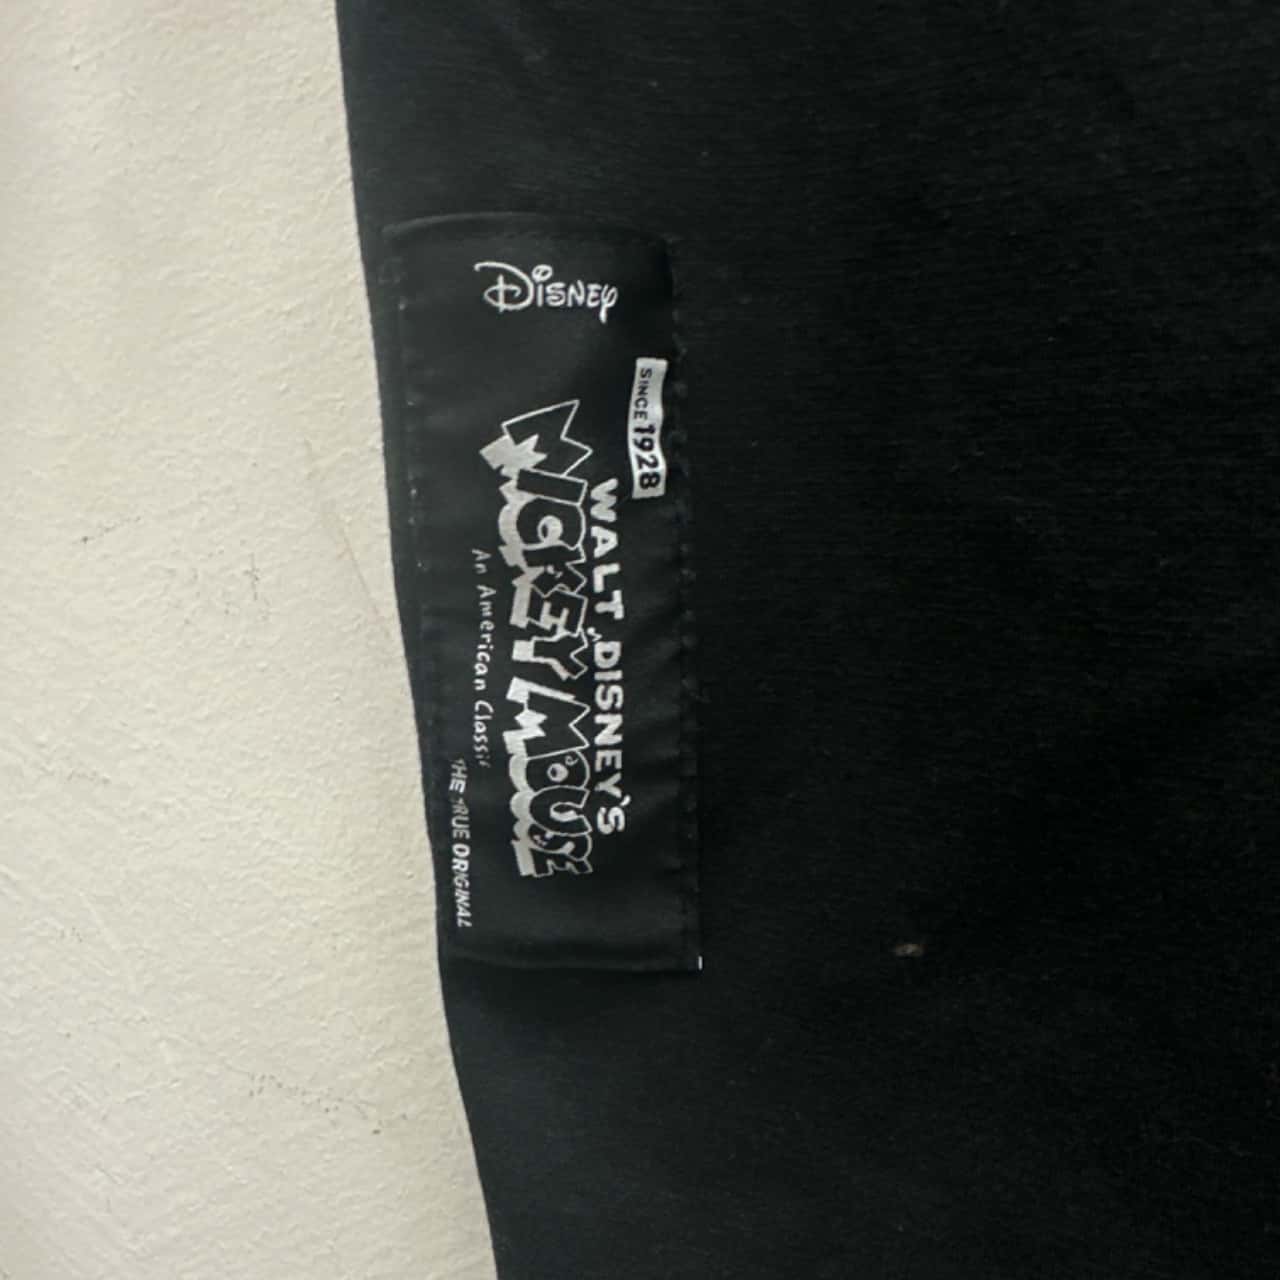 Disney
SINCE 1928
WALT DISNEY'S
MICKEY MOUSE
An American Classic
THE TRUE ORIGINAL